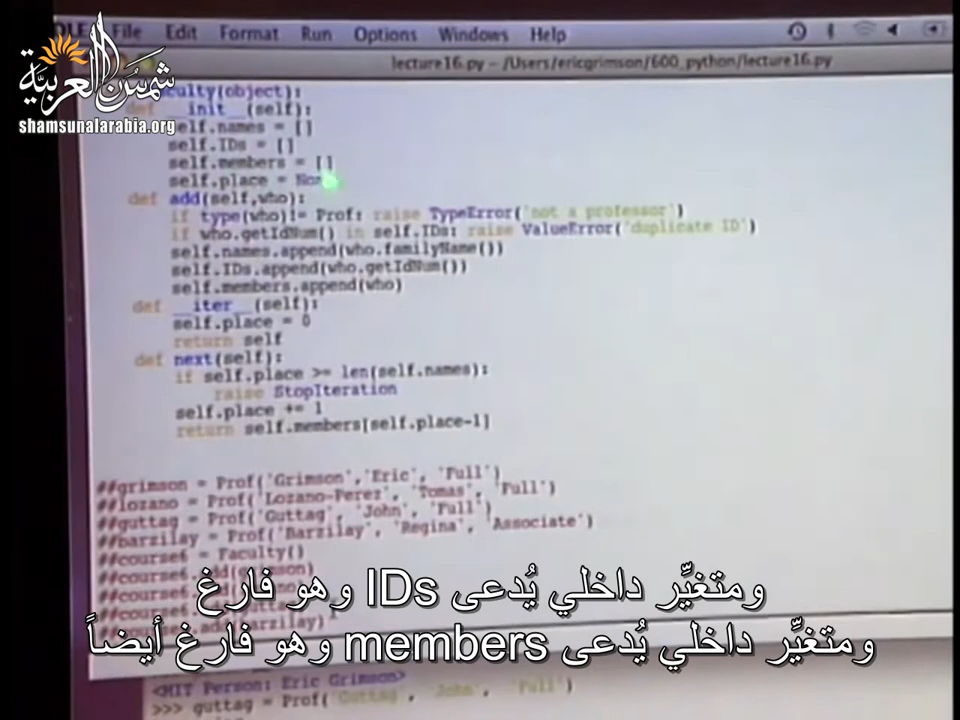 شمس العربية
shamsunalarabia.org
File Edit Format Run Options Windows Help
lecture16.py - /Users/ericgrimson/600_python/lecture16.py
culty(object):
__init__(self):
self.names = []
self.IDs = []
self.members = []
self.place =
def add(self,who):
if type(who)!= Prof: raise TypeError('not a professor')
if who.getIdNum() in self.IDs: raise ValueError('duplicate ID')
self.names.append(who.familyName())
self.IDs.append(who.getIdNum())
self.members.append(who)
def __iter__(self):
self.place = 0
return self
def next(self):
if self.place >= len(self.names):
raise StopIteration
self.place += 1
return self.members[self.place-1]
##grimson = Prof('Grimson','Eric', 'Full')
##lozano = Prof('Lozano-Perez', 'Tomas', 'Full')
##guttag = Prof('Guttag', 'John', 'Full')
##barzilay = Prof('Barzilay', 'Regina', 'Associate')
##course6 = Faculty()
ومتغيِّر داخلي يُدعى IDs وهو فارغ
ومتغيِّر داخلي يُدعى members وهو فارغ أيضاً
<MIT Person: Eric Grimson>
>>> guttag = Prof('Guttag', 'John', 'Full')